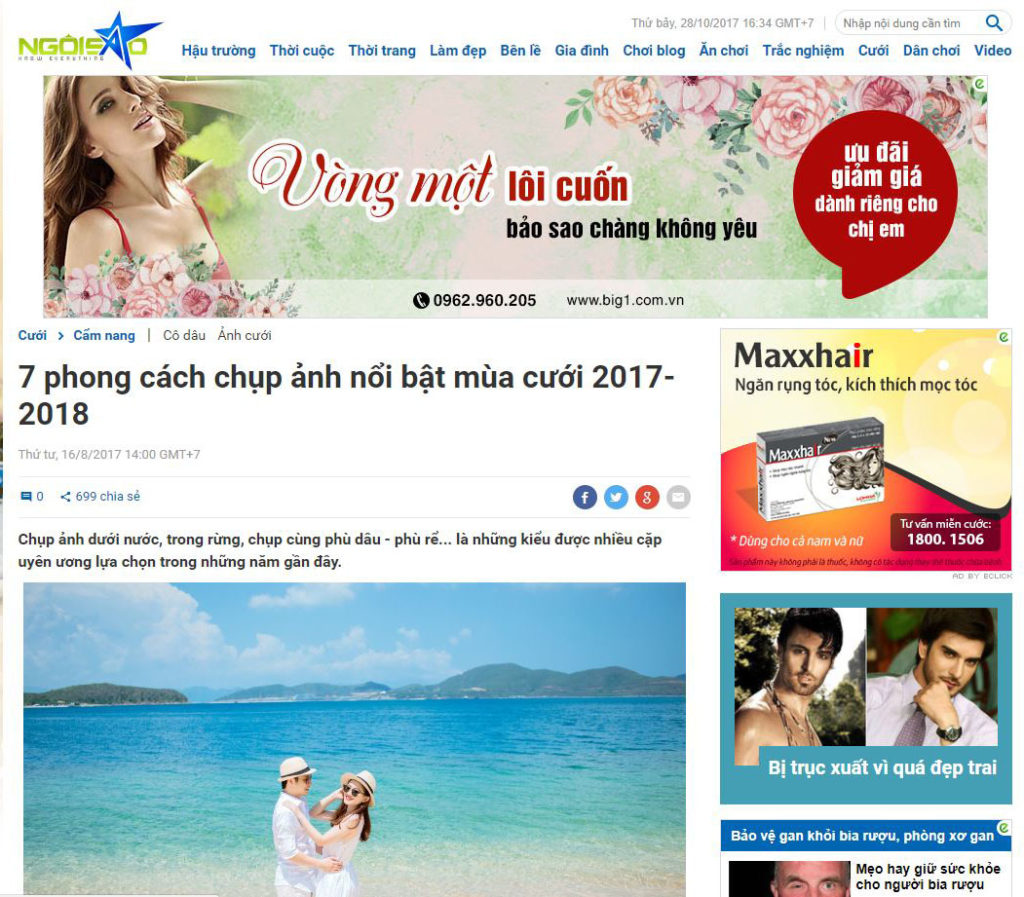 NGÔISAO
KNOW EVERYTHING
Thứ bảy, 28/10/2017 16:34 GMT+7 | Nhập nội dung cần tìm
Hậu trường Thời cuộc Thời trang Làm đẹp Bên lề Gia đình Chơi blog Ăn chơi Trắc nghiệm Cưới Dân chơi Video
Vòng một lôi cuốn
bảo sao chàng không yêu
ưu đãi
giảm giá
dành riêng cho
chị em
0962.960.205 www.big1.com.vn
Cưới > Cẩm nang | Cô dâu Ảnh cưới
7 phong cách chụp ảnh nổi bật mùa cưới 2017-
2018
Thứ tư, 16/8/2017 14:00 GMT+7
0 699 chia sẻ
Chụp ảnh dưới nước, trong rừng, chụp cùng phù dâu - phù rể... là những kiểu được nhiều cặp
uyên ương lựa chọn trong những năm gần đây.
Maxxhair
Ngăn rụng tóc, kích thích mọc tóc
Maxxhair
New
* Dùng cho cả nam và nữ
Tư vấn miễn cước:
1800. 1506
Sản phẩm này không phải là thuốc, không có tác dụng thay thế thuốc chữa bệnh
AD BY ECLICK
Bị trục xuất vì quá đẹp trai
Bảo vệ gan khỏi bia rượu, phòng xơ gan
Mẹo hay giữ sức khỏe
cho người bia rượu